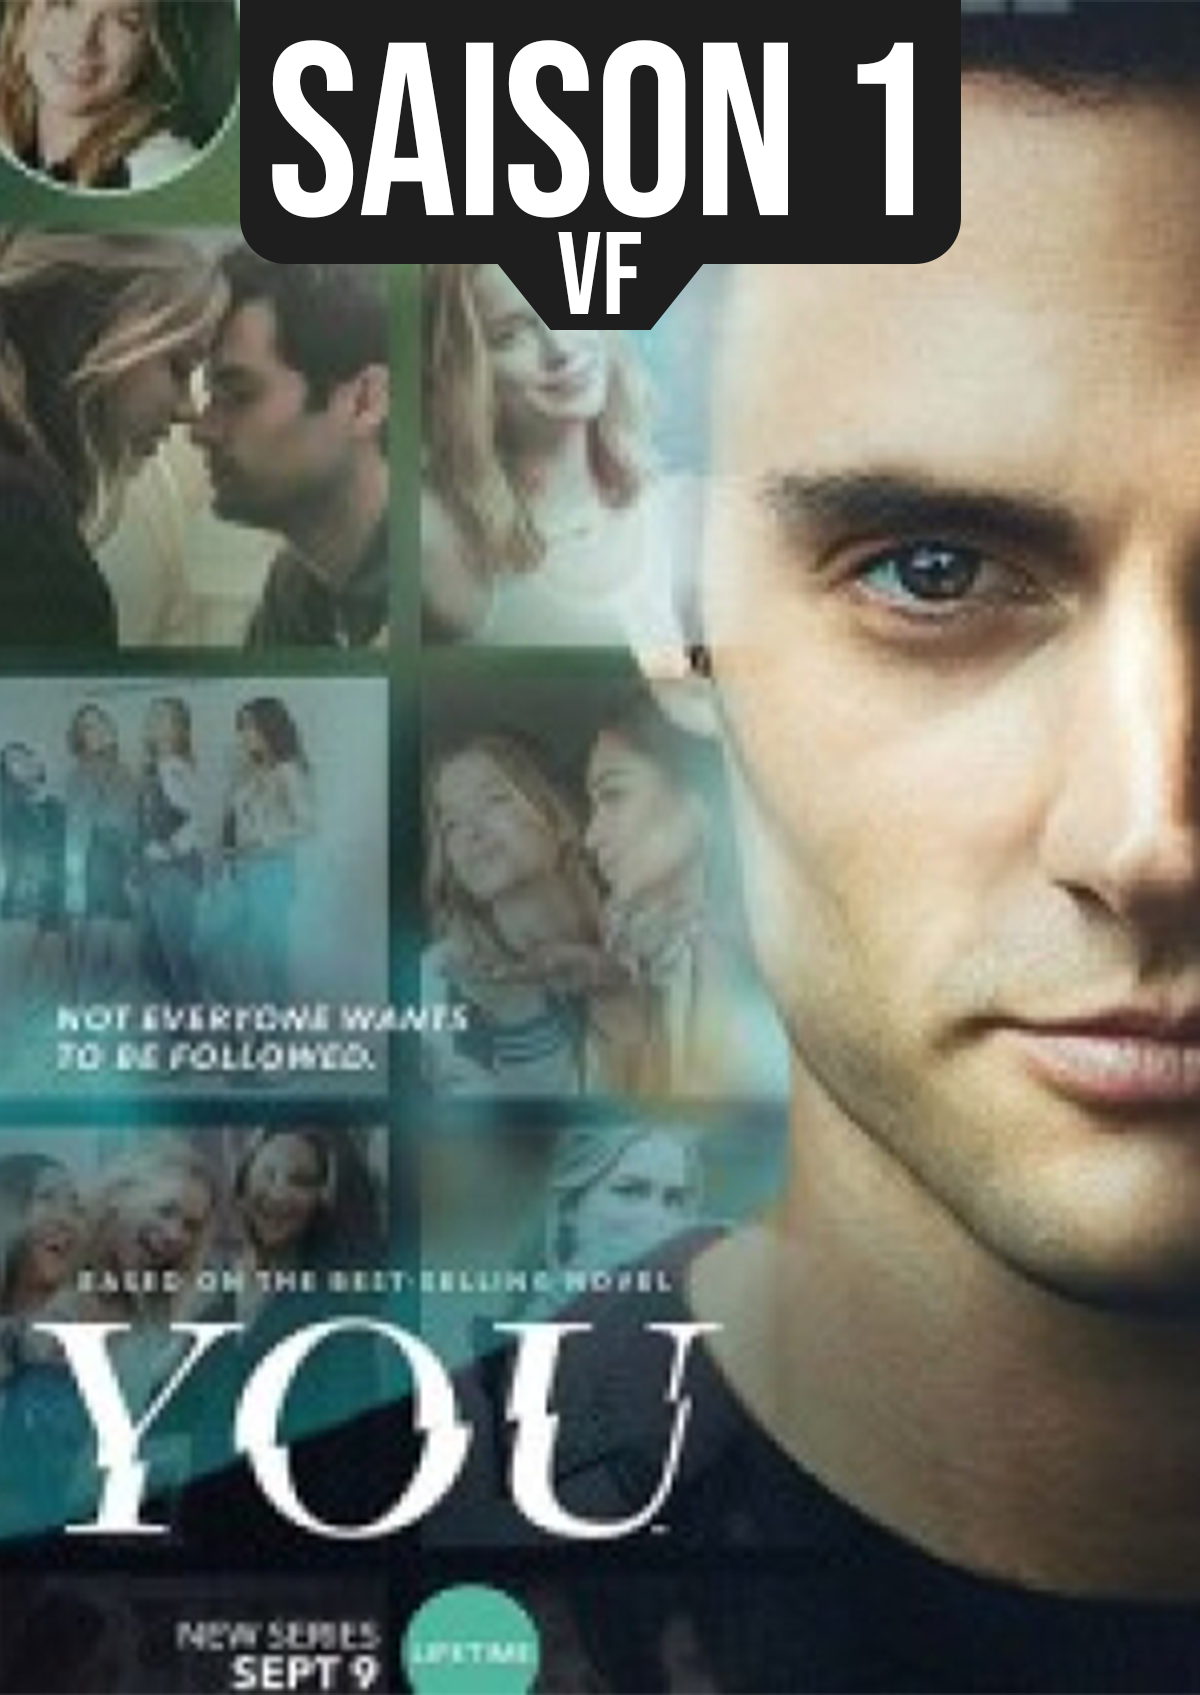 SAISON 1
VF
NOT EVERYONE WANTS
TO BE FOLLOWED.
BASED ON THE BEST-SELLING NOVEL
YOU
NEW SERIES
SEPT 9
LIFETIME